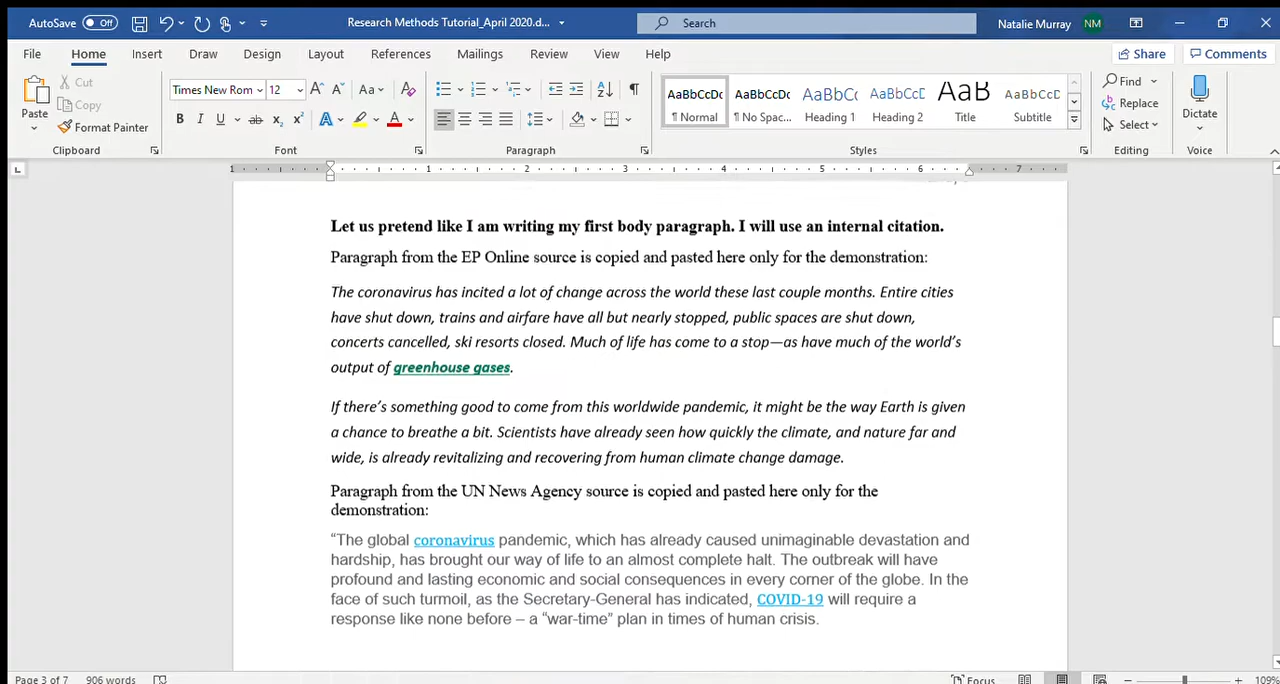 AutoSave Off Research Methods Tutorial_April 2020.d... Search Natalie Murray NM
File Home Insert Draw Design Layout References Mailings Review View Help Share Comments
Paste Cut Copy Format Painter
Times New Rom 12 A A Aa A
B I U ab x2 x2 A A
AaBbCcDc AaBbCcDc AaBbCc AaBbCcD AaB AaBbCcD
¶ Normal ¶ No Spac... Heading 1 Heading 2 Title Subtitle
Find Replace Select Dictate
Clipboard Font Paragraph Styles Editing Voice
1 1 2 3 4 5 6 7
Let us pretend like I am writing my first body paragraph. I will use an internal citation.
Paragraph from the EP Online source is copied and pasted here only for the demonstration:
The coronavirus has incited a lot of change across the world these last couple months. Entire cities
have shut down, trains and airfare have all but nearly stopped, public spaces are shut down,
concerts cancelled, ski resorts closed. Much of life has come to a stop—as have much of the world's
output of greenhouse gases.
If there's something good to come from this worldwide pandemic, it might be the way Earth is given
a chance to breathe a bit. Scientists have already seen how quickly the climate, and nature far and
wide, is already revitalizing and recovering from human climate change damage.
Paragraph from the UN News Agency source is copied and pasted here only for the
demonstration:
“The global coronavirus pandemic, which has already caused unimaginable devastation and
hardship, has brought our way of life to an almost complete halt. The outbreak will have
profound and lasting economic and social consequences in every corner of the globe. In the
face of such turmoil, as the Secretary-General has indicated, COVID-19 will require a
response like none before – a “war-time” plan in times of human crisis.
Page 3 of 7 906 words Focus 109%